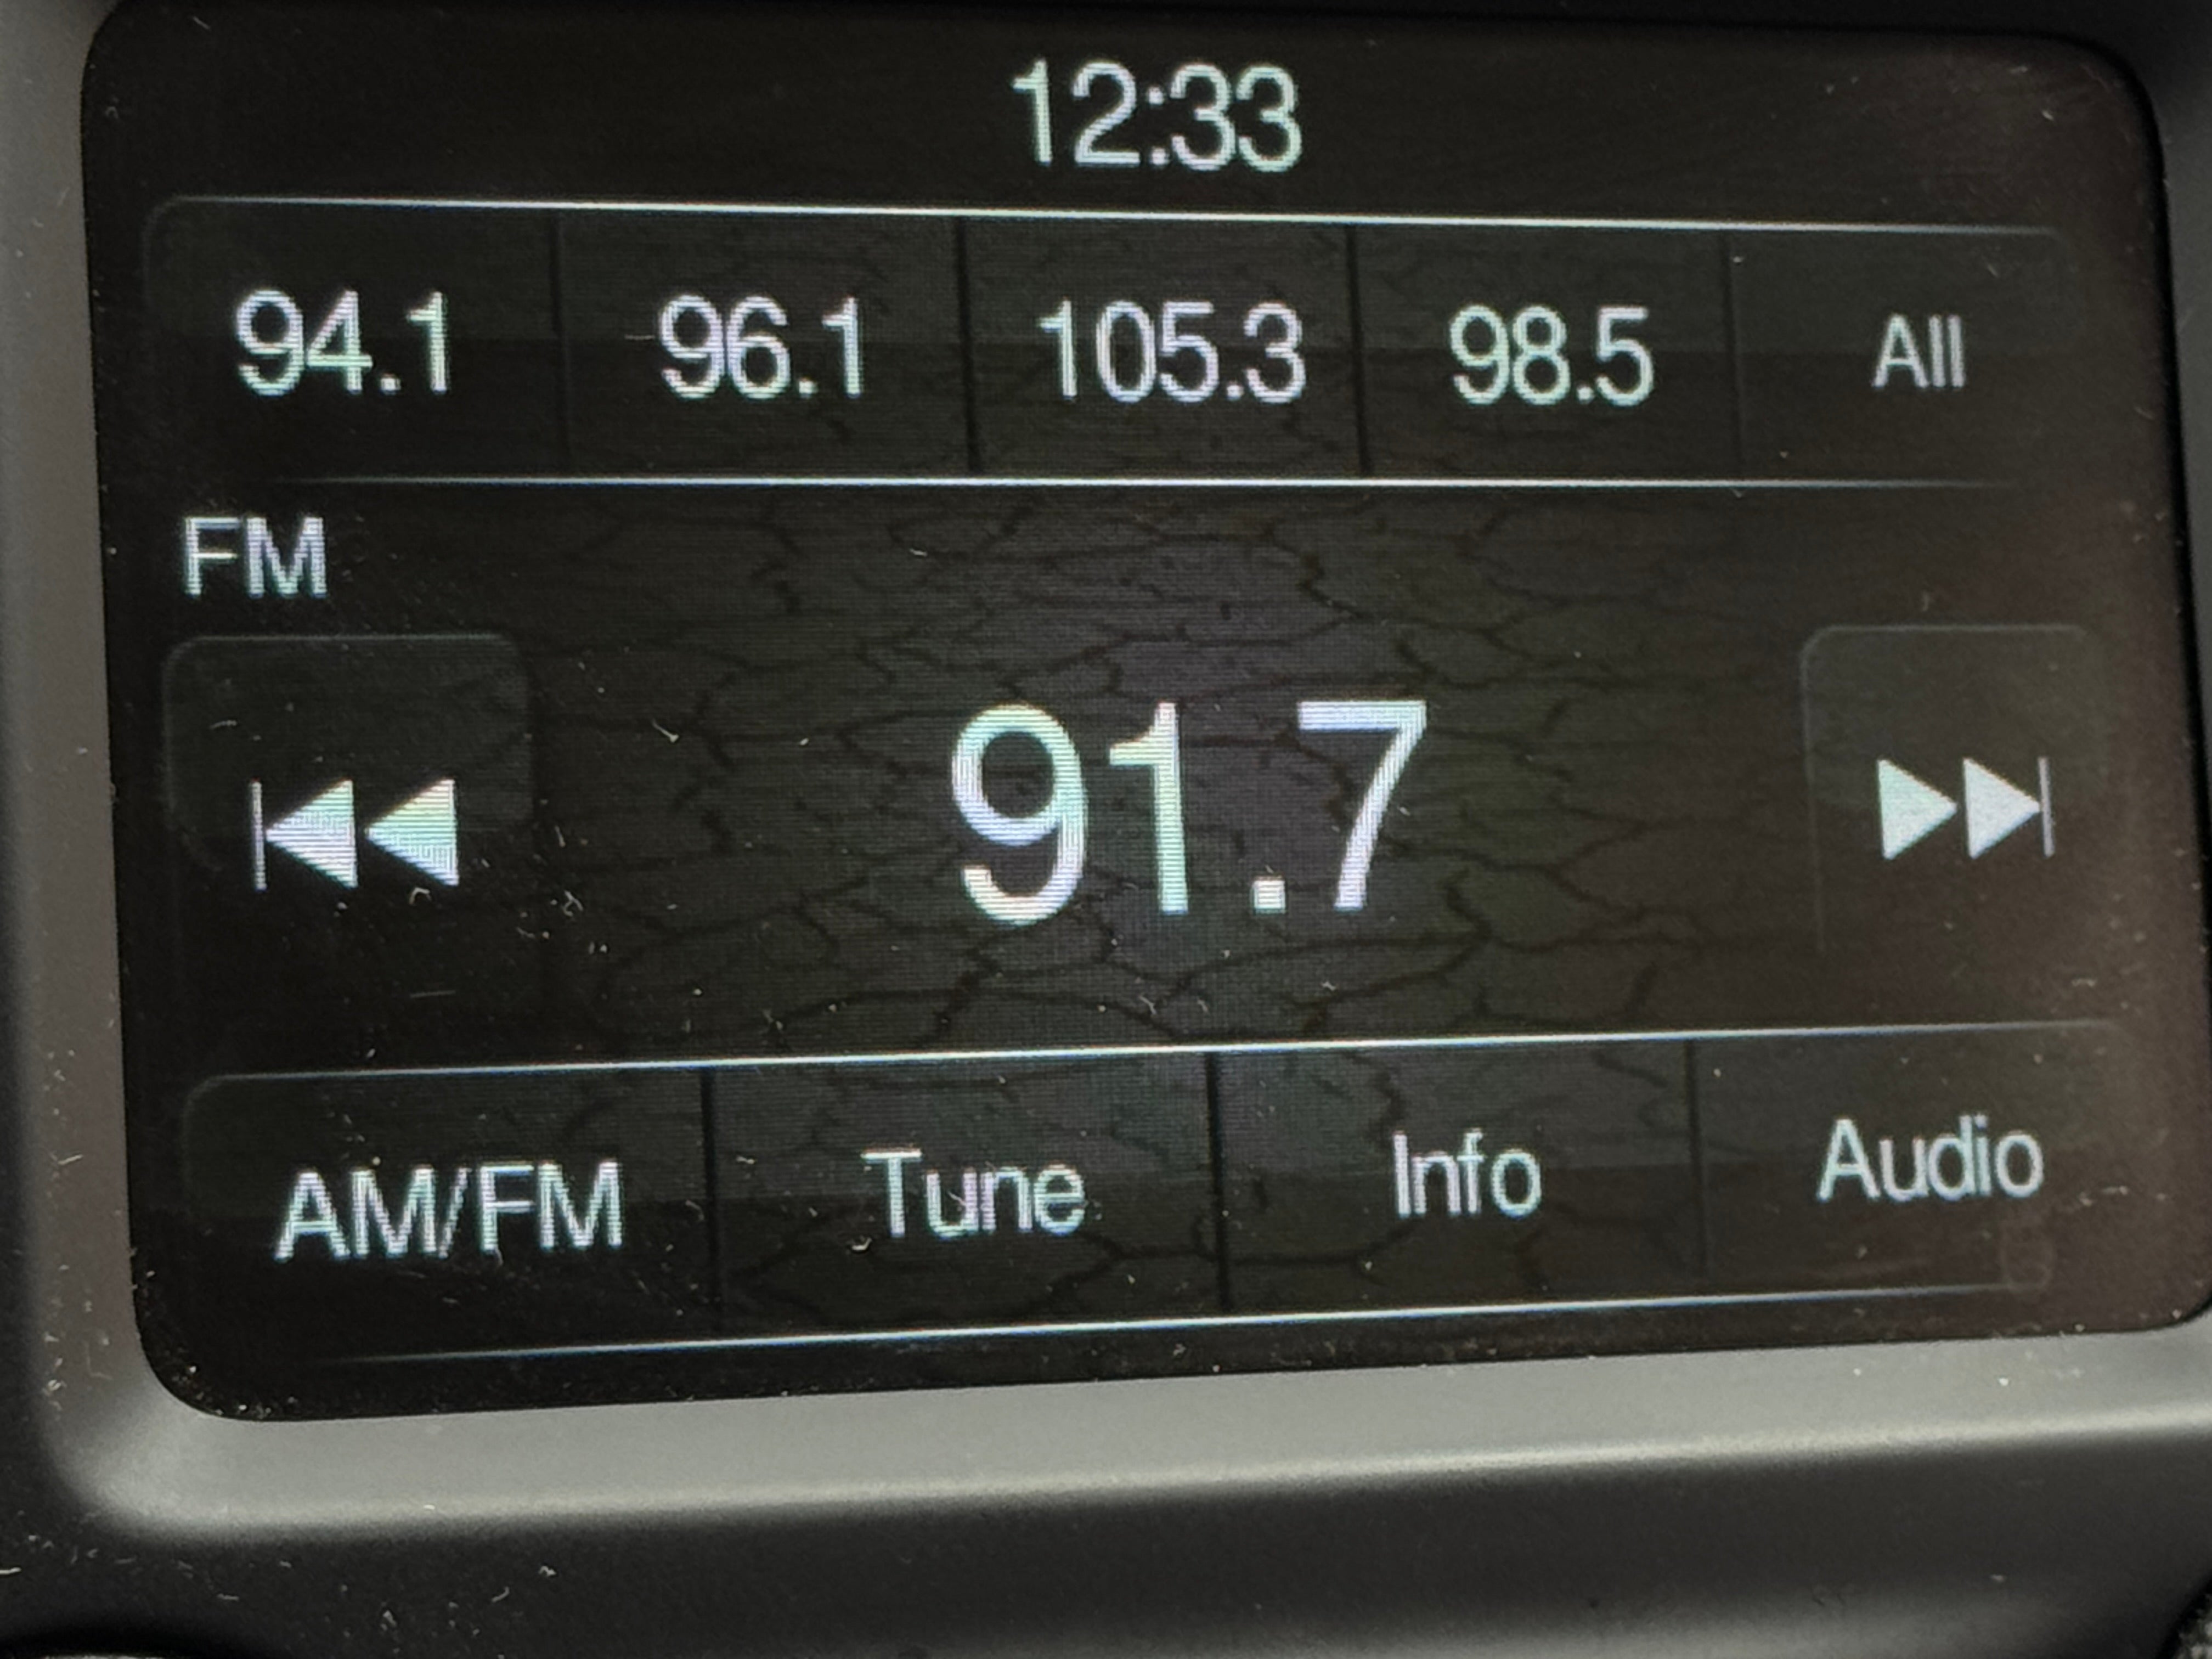 12:33
94.1 96.1 105.3 98.5 All
FM
91.7
AM/FM Tune Info Audio